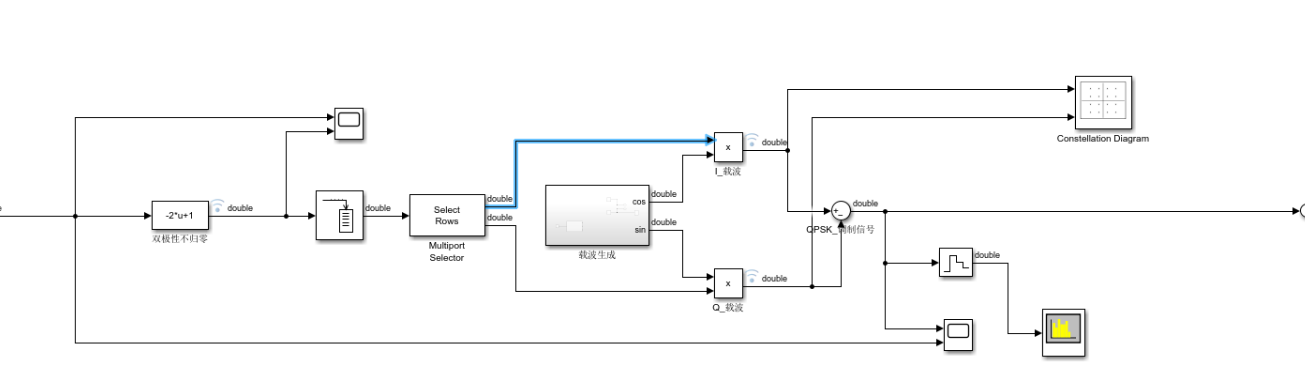 Constellation Diagram
double
x
I_载波
double
cos
double
sin
载波生成
double
double
Select
Rows
Multiport
Selector
double
-2*u+1
double
双极性不归零
x
double
Q_载波
double
QPSK_调制信号
double